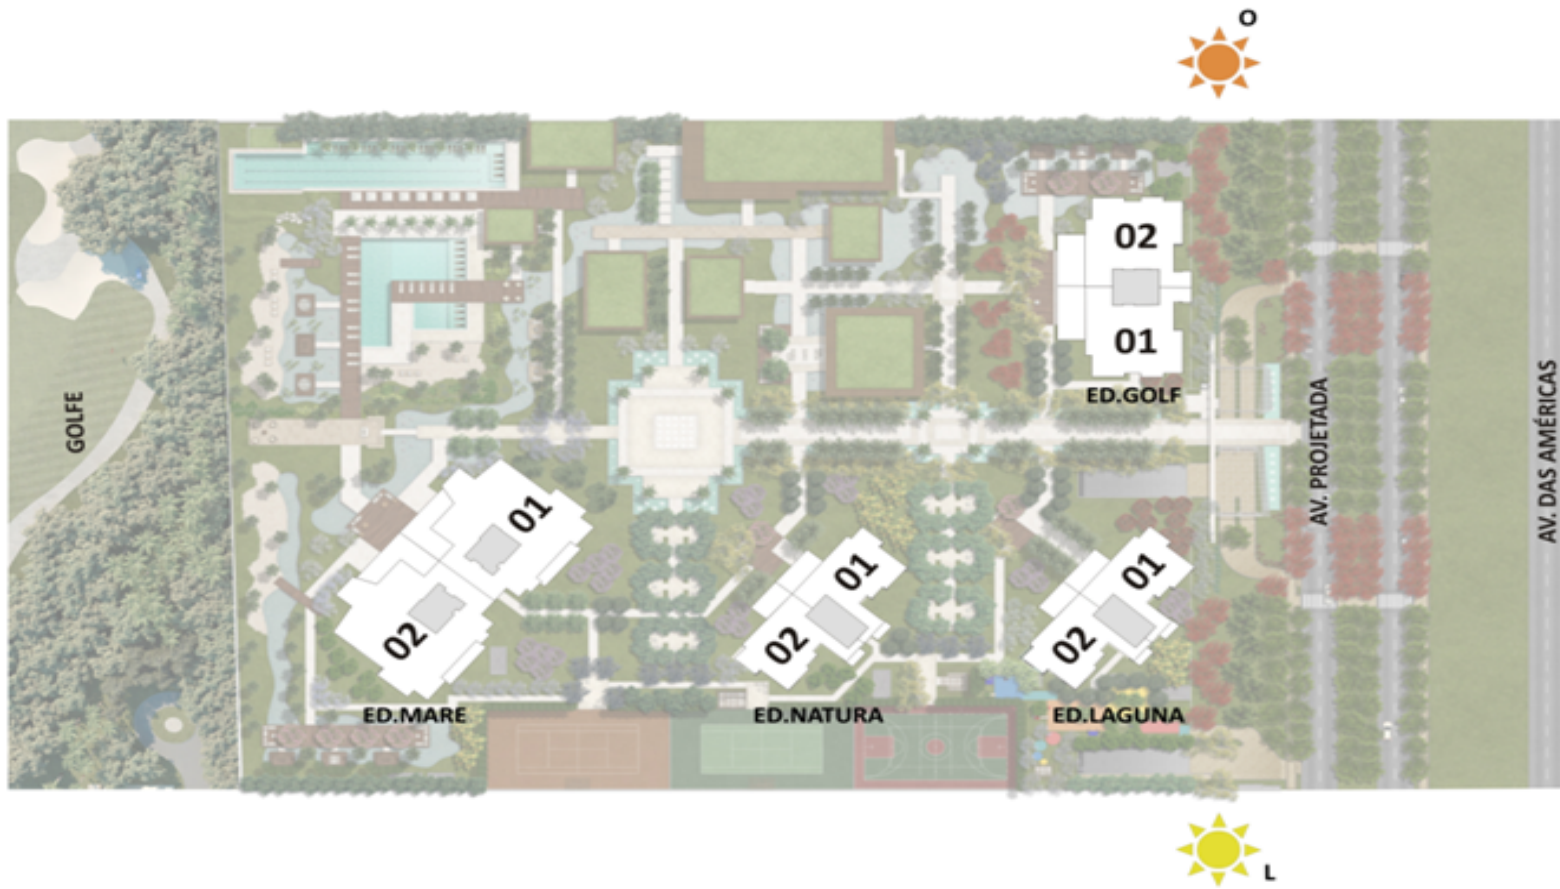 O
02
01
ED.GOLF
GOLFE
AV. PROJETADA
AV. DAS AMÉRICAS
01
02
ED.MARE
01
02
ED.NATURA
01
02
ED.LAGUNA
L